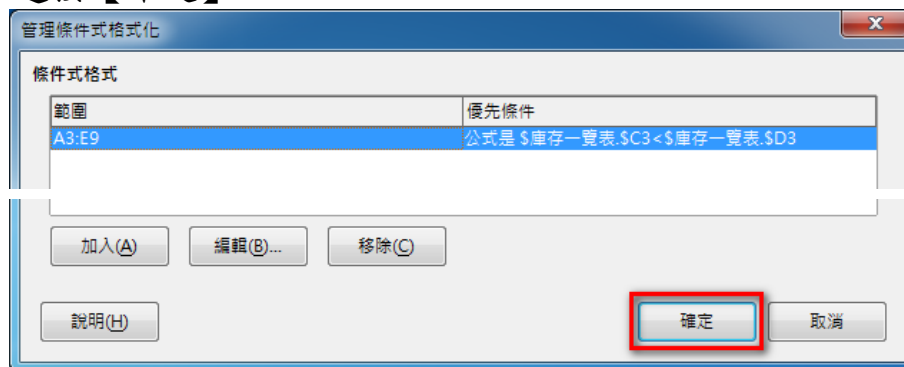 管理條件式格式化
條件式格式
範圍 優先條件
A3:E9 公式是 $庫存一覽表.$C3<$庫存一覽表.$D3
加入(A) 編輯(B)... 移除(C)
說明(H) 確定 取消